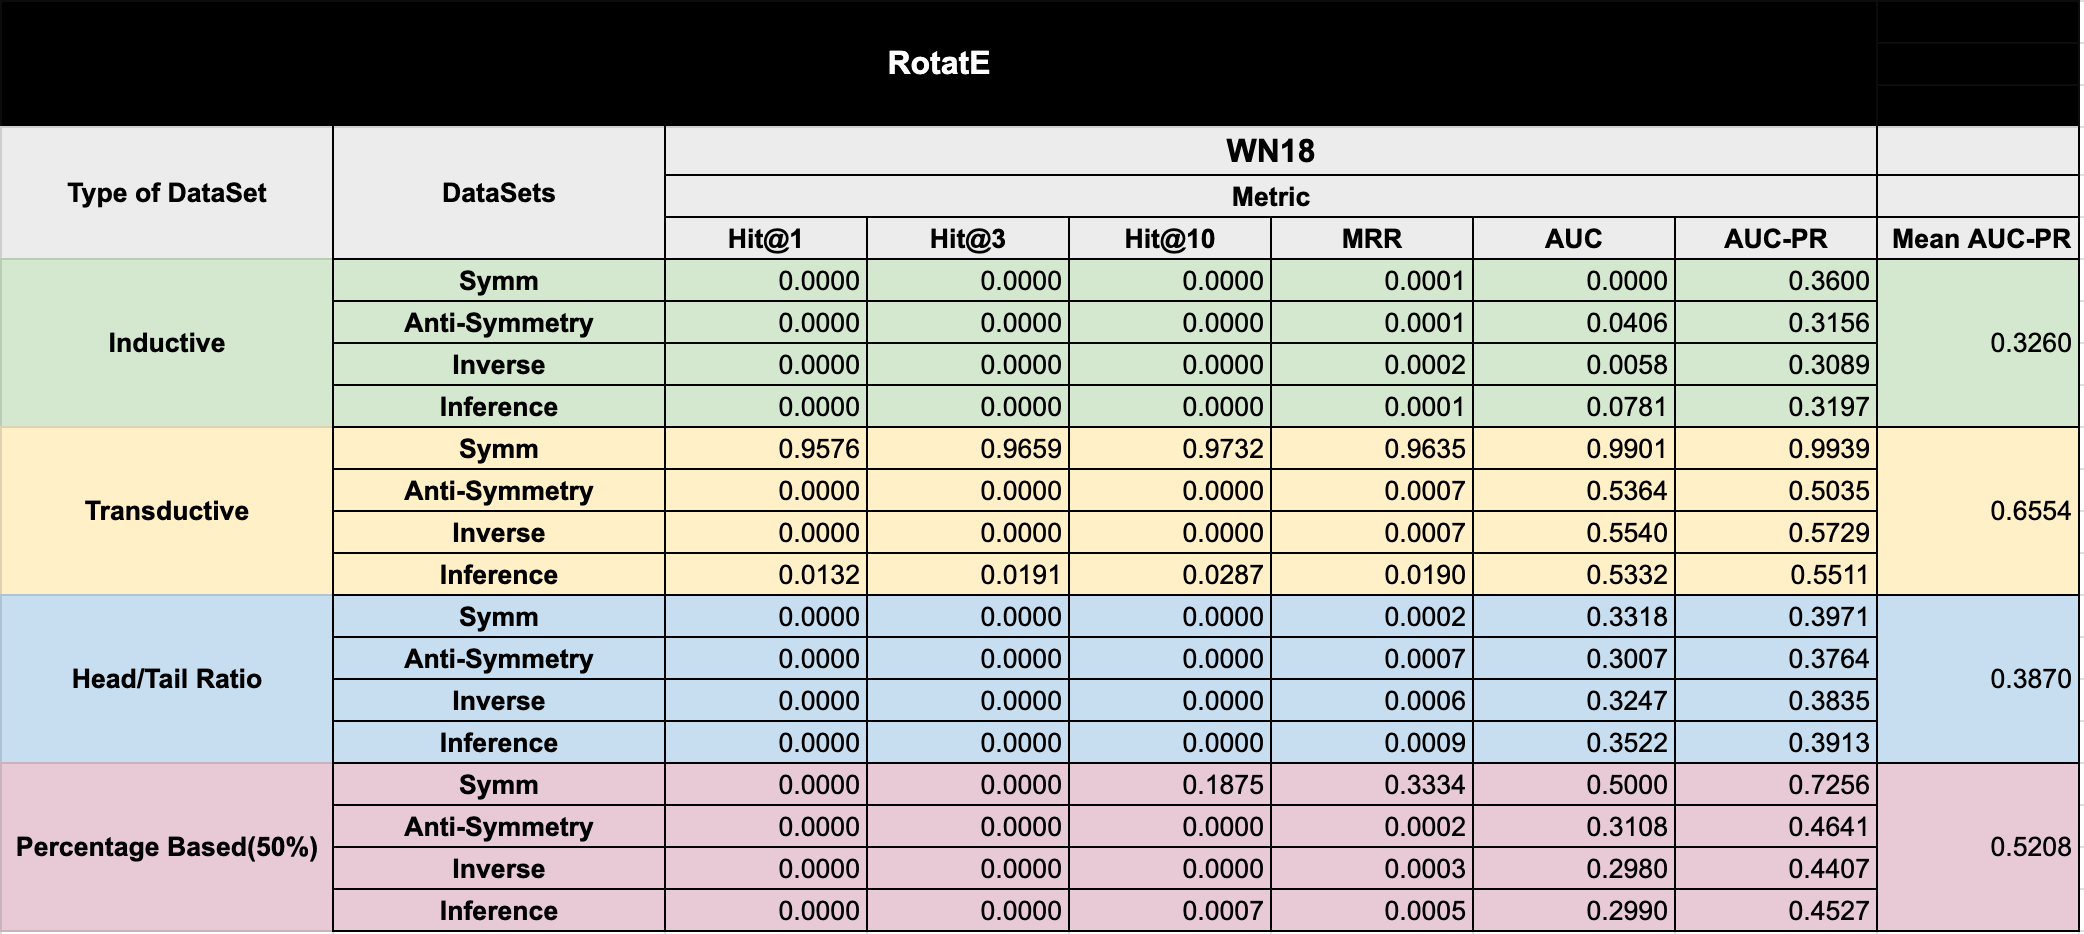 RotatE
Type of DataSet DataSets WN18
Metric
Hit@1 Hit@3 Hit@10 MRR AUC AUC-PR Mean AUC-PR
Inductive Symm 0.0000 0.0000 0.0000 0.0001 0.0000 0.3600 0.3260
Anti-Symmetry 0.0000 0.0000 0.0000 0.0001 0.0406 0.3156
Inverse 0.0000 0.0000 0.0000 0.0002 0.0058 0.3089
Inference 0.0000 0.0000 0.0000 0.0001 0.0781 0.3197
Transductive Symm 0.9576 0.9659 0.9732 0.9635 0.9901 0.9939 0.6554
Anti-Symmetry 0.0000 0.0000 0.0000 0.0007 0.5364 0.5035
Inverse 0.0000 0.0000 0.0000 0.0007 0.5540 0.5729
Inference 0.0132 0.0191 0.0287 0.0190 0.5332 0.5511
Head/Tail Ratio Symm 0.0000 0.0000 0.0000 0.0002 0.3318 0.3971 0.3870
Anti-Symmetry 0.0000 0.0000 0.0000 0.0007 0.3007 0.3764
Inverse 0.0000 0.0000 0.0000 0.0006 0.3247 0.3835
Inference 0.0000 0.0000 0.0000 0.0009 0.3522 0.3913
Percentage Based(50%) Symm 0.0000 0.0000 0.1875 0.3334 0.5000 0.7256 0.5208
Anti-Symmetry 0.0000 0.0000 0.0000 0.0002 0.3108 0.4641
Inverse 0.0000 0.0000 0.0000 0.0003 0.2980 0.4407
Inference 0.0000 0.0000 0.0007 0.0005 0.2990 0.4527